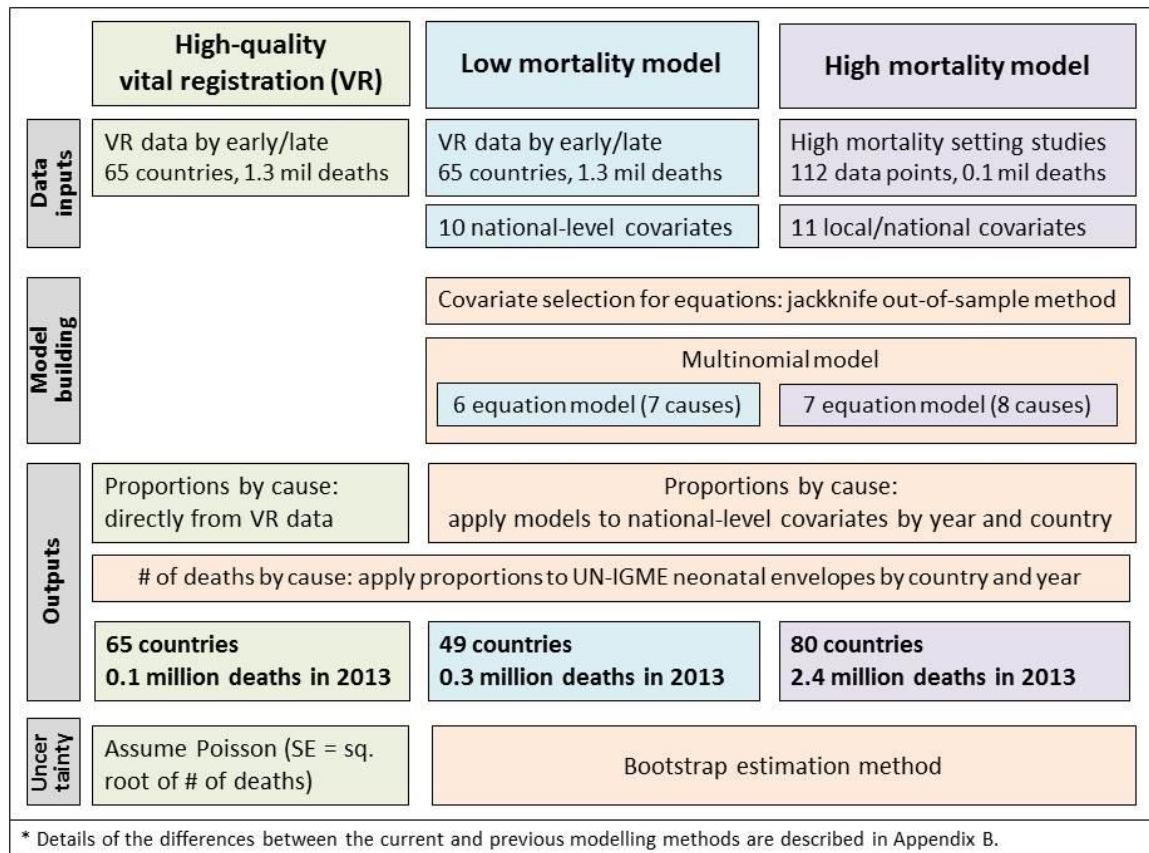 High-quality
vital registration (VR)
Low mortality model
High mortality model
Data
inputs
VR data by early/late
65 countries, 1.3 mil deaths
VR data by early/late
65 countries, 1.3 mil deaths
High mortality setting studies
112 data points, 0.1 mil deaths
10 national-level covariates
11 local/national covariates
Model
building
Covariate selection for equations: jackknife out-of-sample method
Multinomial model
6 equation model (7 causes)
7 equation model (8 causes)
Outputs
Proportions by cause:
directly from VR data
Proportions by cause:
apply models to national-level covariates by year and country
# of deaths by cause: apply proportions to UN-IGME neonatal envelopes by country and year
65 countries
0.1 million deaths in 2013
49 countries
0.3 million deaths in 2013
80 countries
2.4 million deaths in 2013
Uncer
tainty
Assume Poisson (SE = sq.
root of # of deaths)
Bootstrap estimation method
* Details of the differences between the current and previous modelling methods are described in Appendix B.